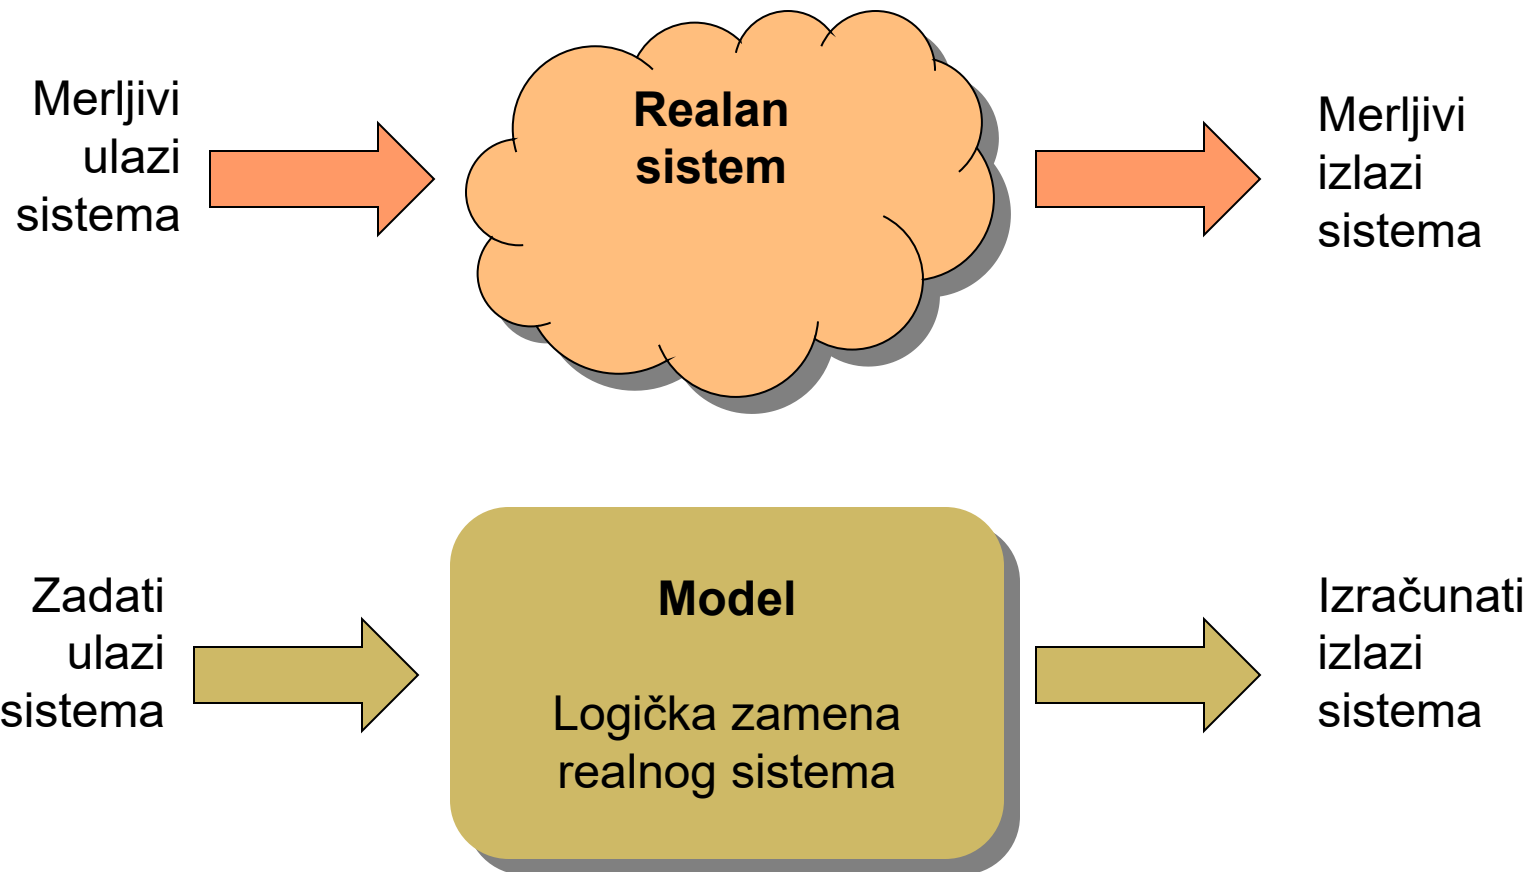 Merljivi
ulazi
sistema
Realan
sistem
Merljivi
izlazi
sistema
Zadati
ulazi
sistema
Model
Logička zamena
realnog sistema
Izračunati
izlazi
sistema